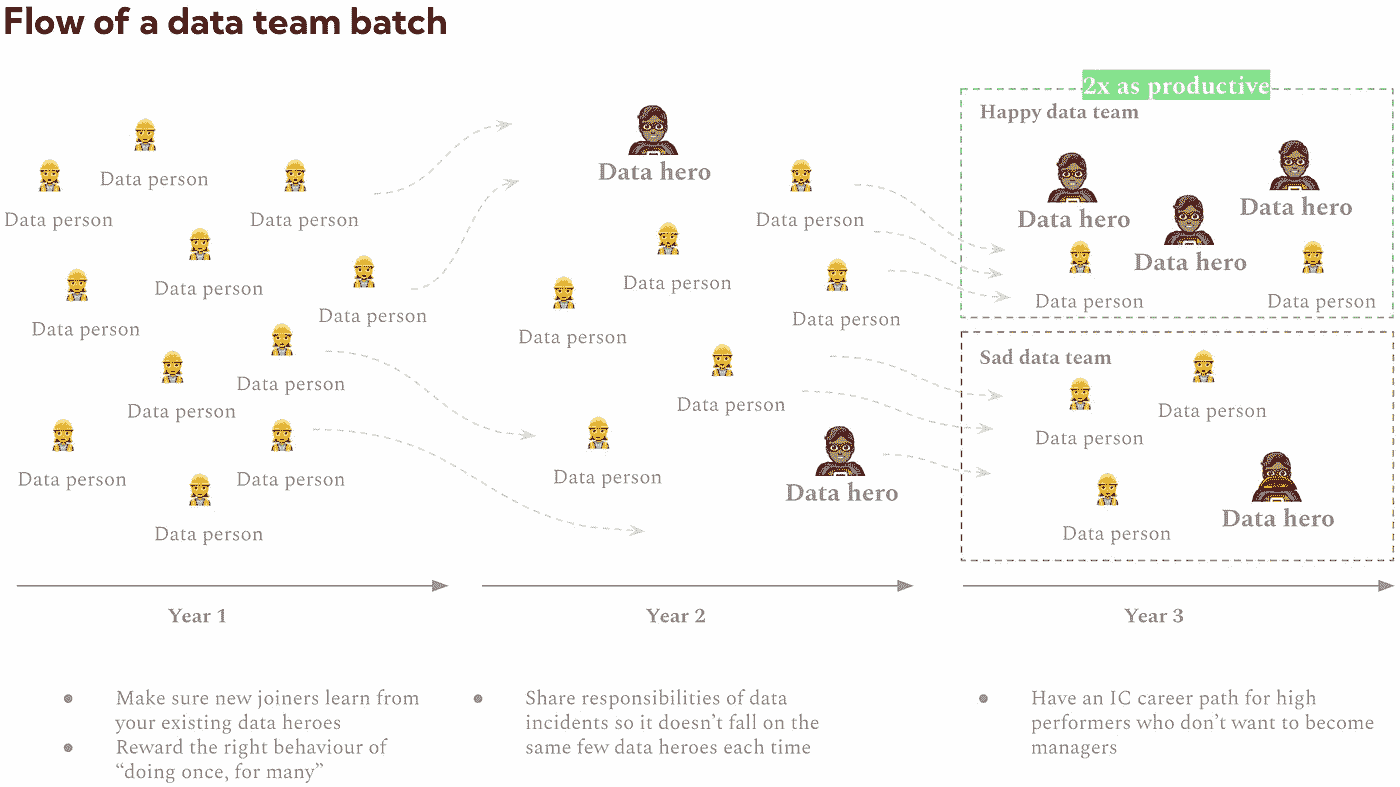 Flow of a data team batch
Data person
Data person
Data person
Data person
Data person
Data person
Data person
Data person
Data person
Data person
Data person
Year 1
Make sure new joiners learn from
your existing data heroes
Reward the right behaviour of
“doing once, for many”
Data hero
Data person
Data person
Data person
Data person
Data person
Data person
Data hero
Year 2
Share responsibilities of data
incidents so it doesn’t fall on the
same few data heroes each time
2x as productive
Happy data team
Data hero
Data hero
Data hero
Data person
Data person
Sad data team
Data person
Data person
Data person
Data hero
Year 3
Have an IC career path for high
performers who don’t want to become
managers